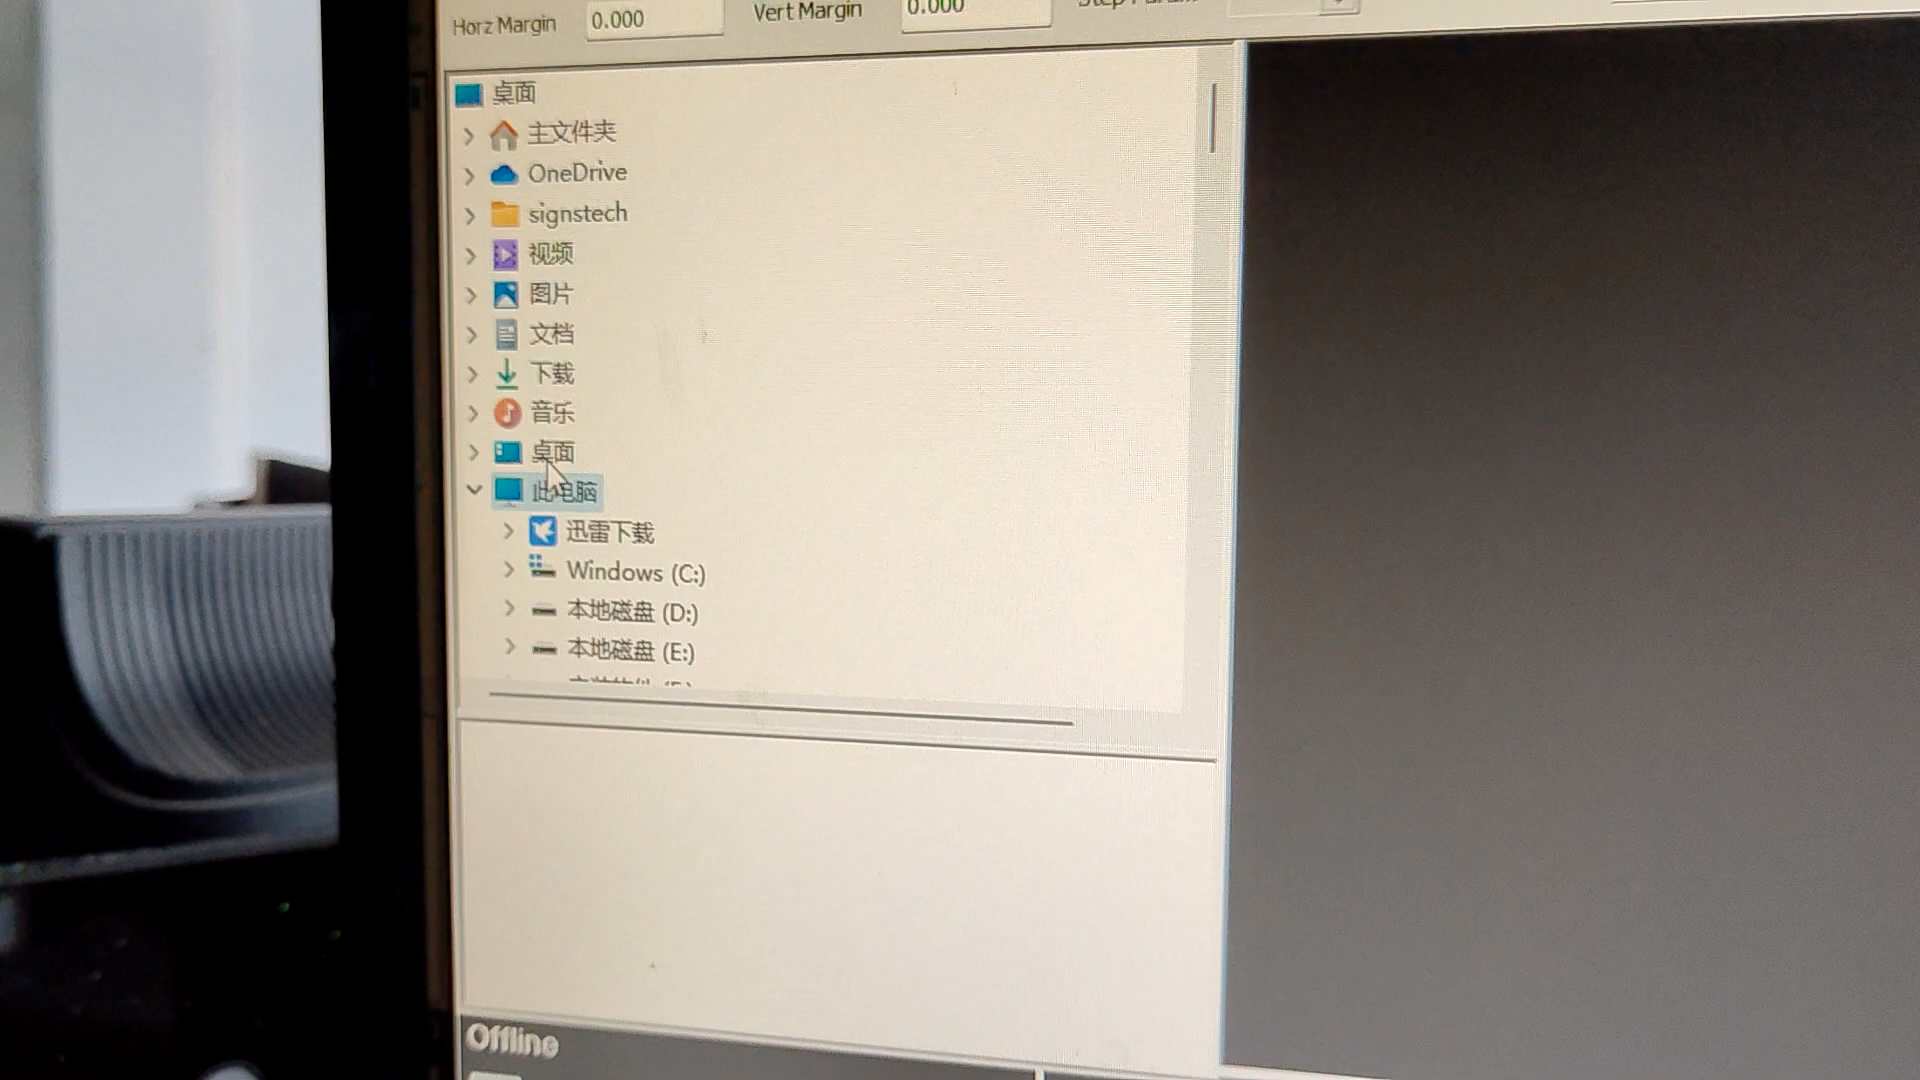 Horz Margin 0.000 Vert Margin 0.000
桌面
主文件夹
OneDrive
signstech
视频
图片
文档
下载
音乐
桌面
此电脑
迅雷下载
Windows (C:)
本地磁盘 (D:)
本地磁盘 (E:)
Offline